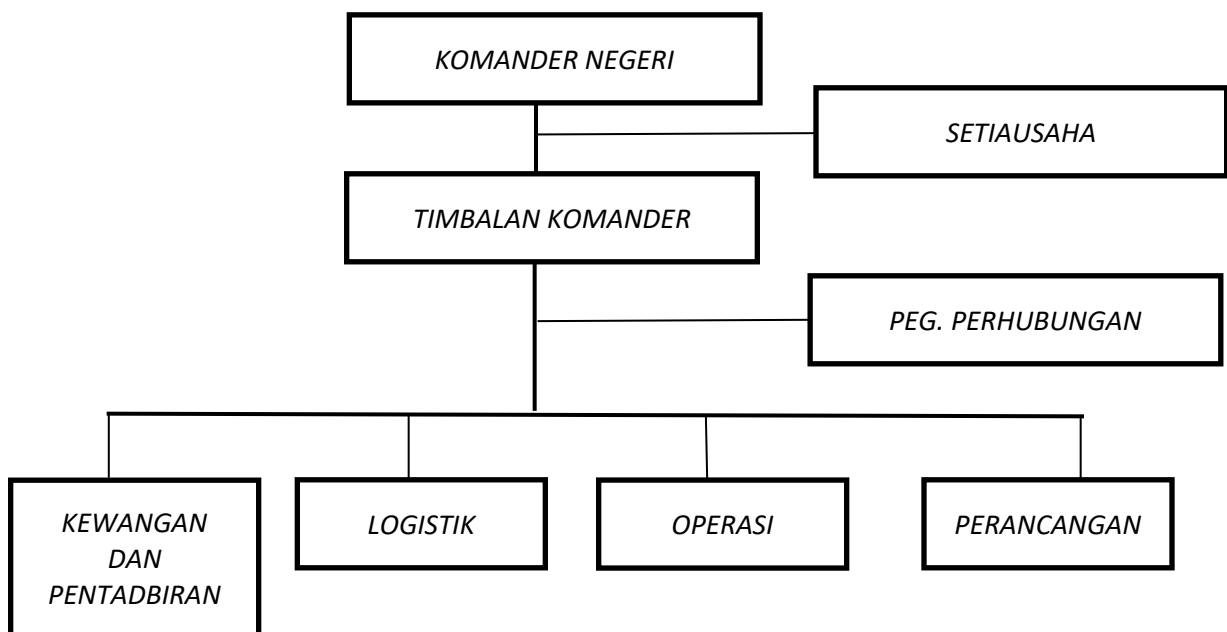 KOMANDER NEGERI
SETIAUSAHA
TIMBALAN KOMANDER
PEG. PERHUBUNGAN
KEWANGAN
DAN
PENTADBIRAN
LOGISTIK
OPERASI
PERANCANGAN